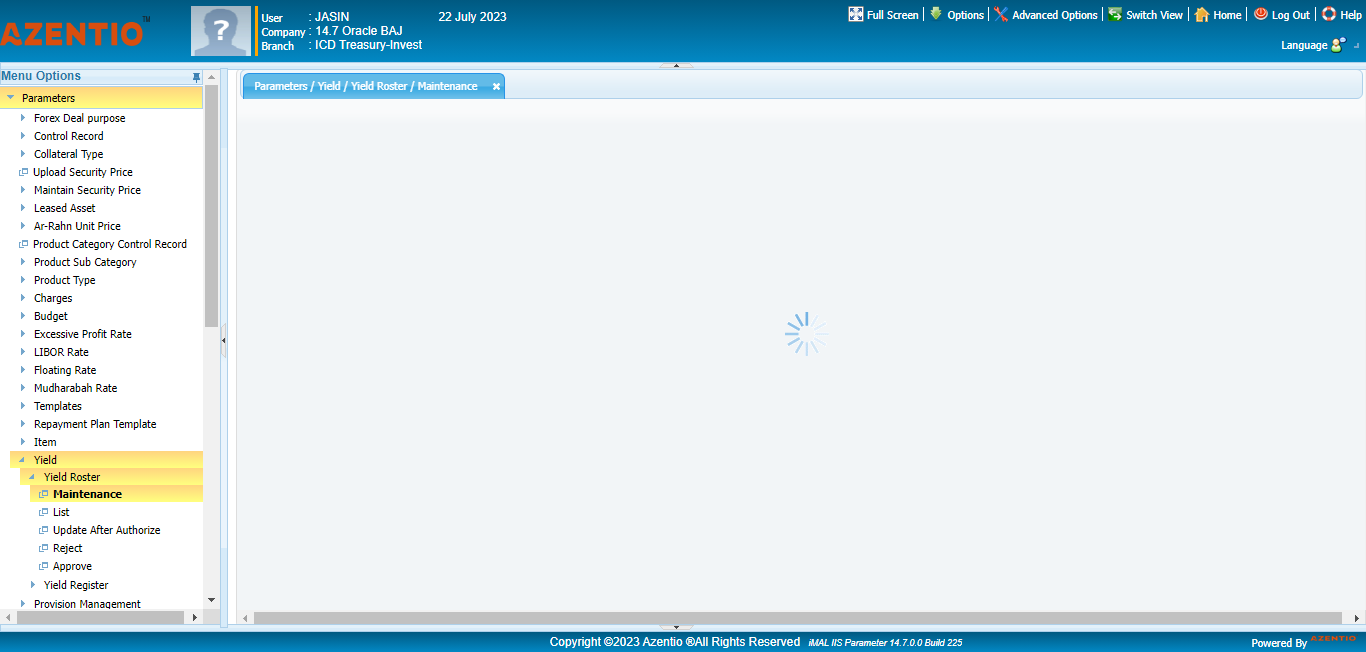 AZENTIO™
?
User : JASIN 22 July 2023
Company : 14.7 Oracle BAJ
Branch : ICD Treasury-Invest
Full Screen | Options | Advanced Options | Switch View | Home | Log Out | Help
Language
Menu Options
Parameters
Forex Deal purpose
Control Record
Collateral Type
Upload Security Price
Maintain Security Price
Leased Asset
Ar-Rahn Unit Price
Product Category Control Record
Product Sub Category
Product Type
Charges
Budget
Excessive Profit Rate
LIBOR Rate
Floating Rate
Mudharabah Rate
Templates
Repayment Plan Template
Item
Yield
Yield Roster
Maintenance
List
Update After Authorize
Reject
Approve
Yield Register
Provision Management
Parameters / Yield / Yield Roster / Maintenance
Copyright ©2023 Azentio ®All Rights Reserved iMAL IIS Parameter 14.7.0.0 Build 225
Powered By AZENTIO